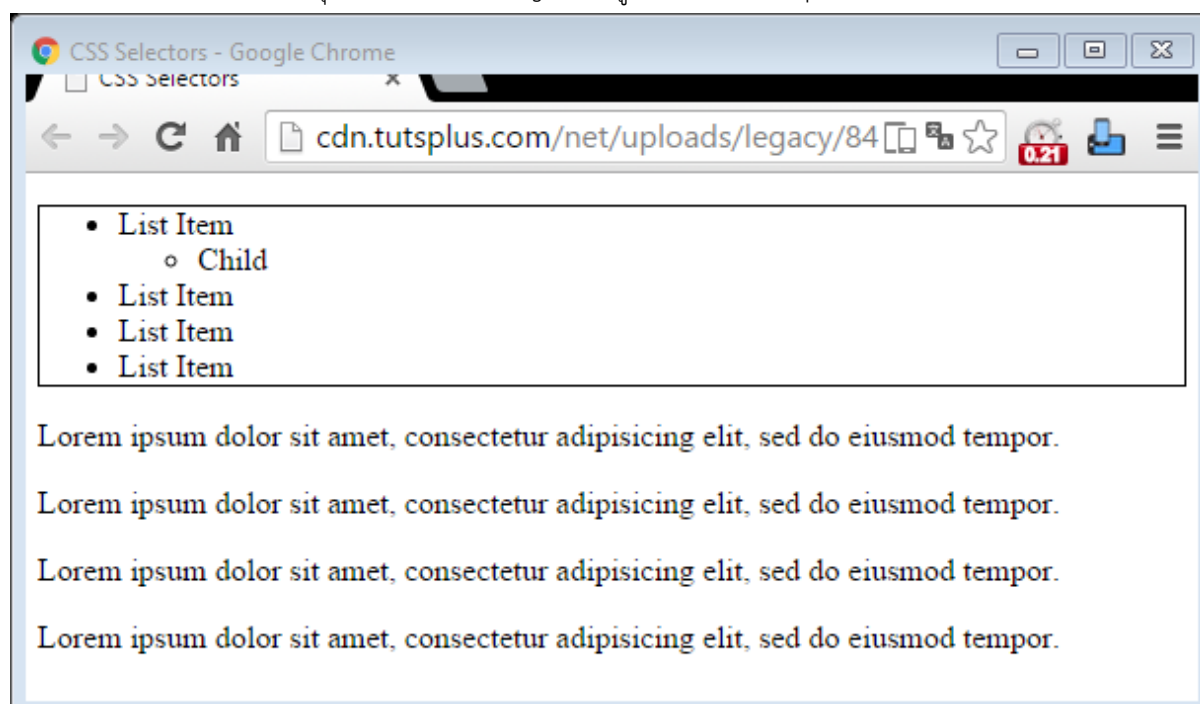 CSS Selectors - Google Chrome
CSS Selectors
cdn.tutsplus.com/net/uploads/legacy/84
0.21
List Item
Child
List Item
List Item
List Item
Lorem ipsum dolor sit amet, consectetur adipisicing elit, sed do eiusmod tempor.
Lorem ipsum dolor sit amet, consectetur adipisicing elit, sed do eiusmod tempor.
Lorem ipsum dolor sit amet, consectetur adipisicing elit, sed do eiusmod tempor.
Lorem ipsum dolor sit amet, consectetur adipisicing elit, sed do eiusmod tempor.